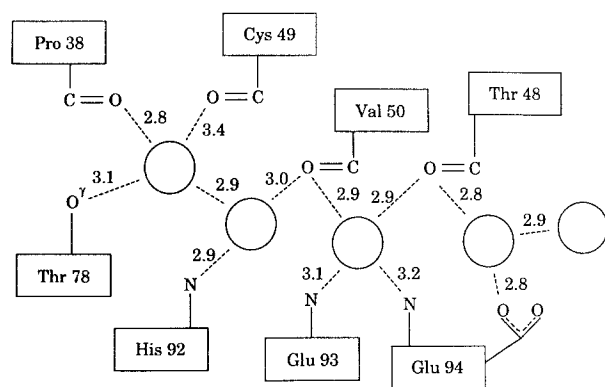 Cys 49
Pro 38
C=O
O=C
2.8
3.4
Val 50
Thr 48
3.1
2.9
3.0
O=C
O=C
Oγ
2.9
2.9
2.8
2.9
2.9
2.8
Thr 78
N
3.1
3.2
N
N
O
O
His 92
Glu 93
Glu 94